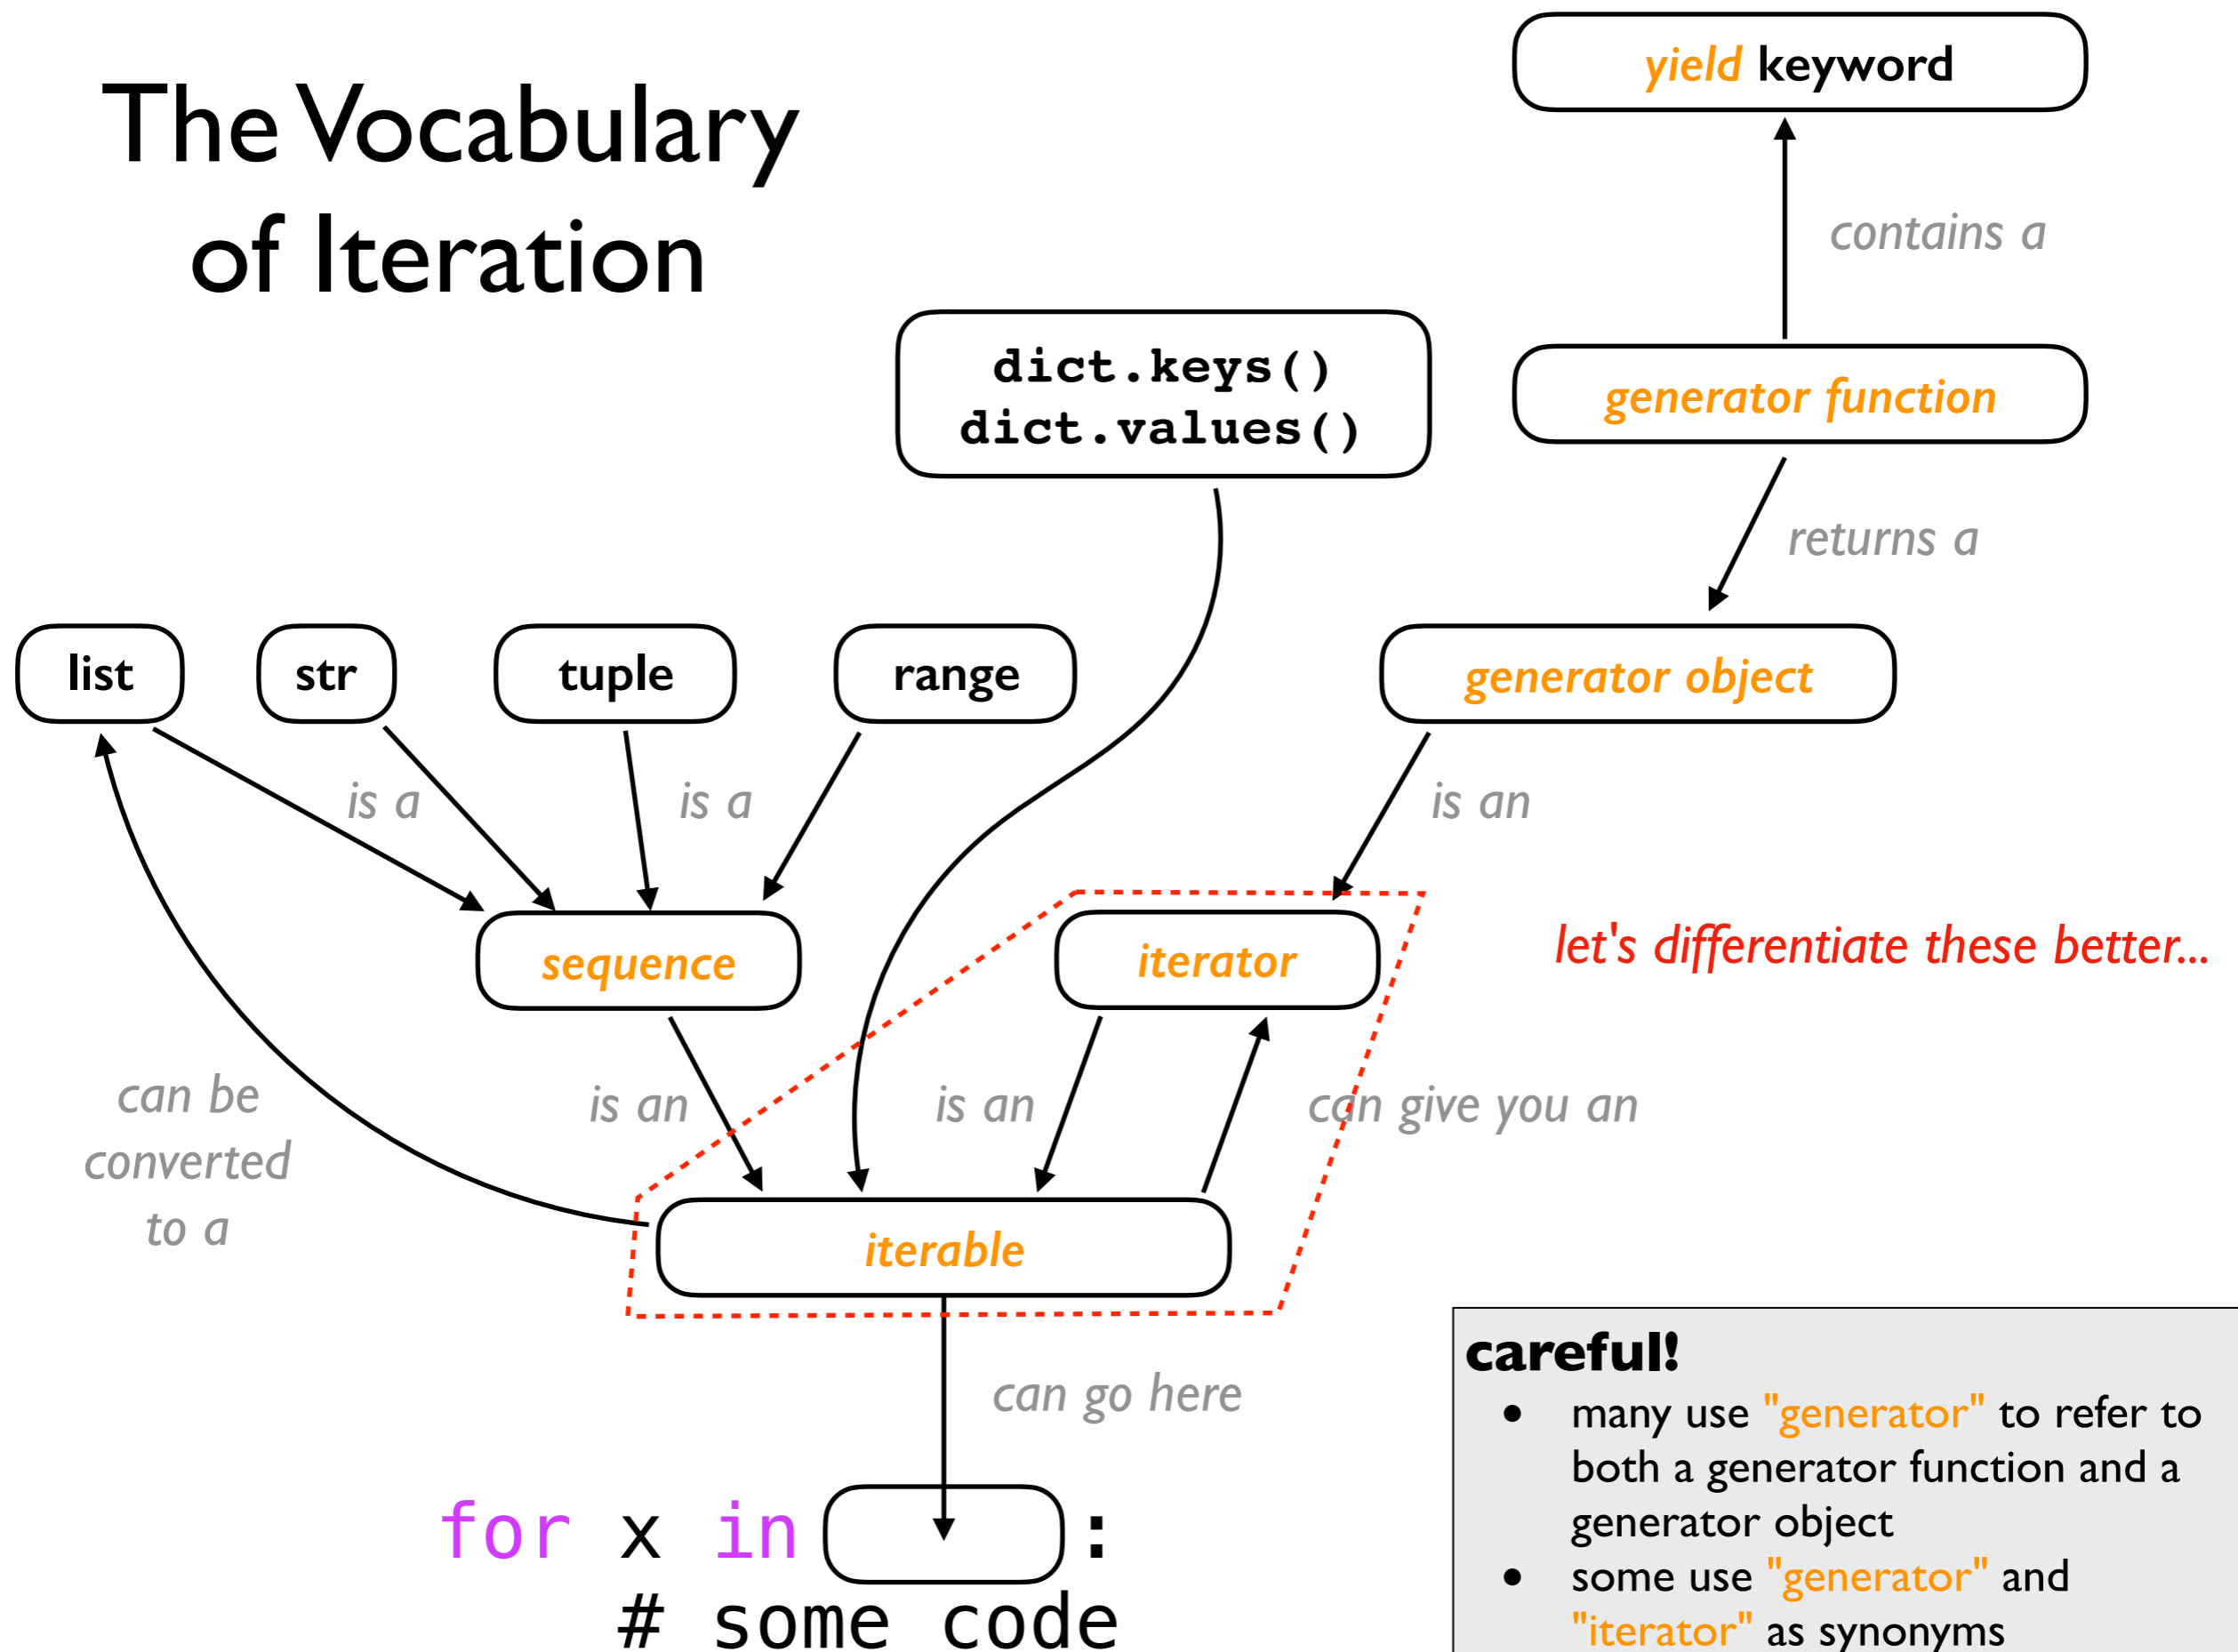 The Vocabulary
of Iteration
yield keyword
contains a
dict.keys()
dict.values()
generator function
returns a
list
str
tuple
range
generator object
is a
is a
is an
sequence
iterator
let's differentiate these better...
can be
converted
to a
is an
is an
can give you an
iterable
can go here
for x in :
# some code
careful!
• many use "generator" to refer to
both a generator function and a
generator object
• some use "generator" and
"iterator" as synonyms